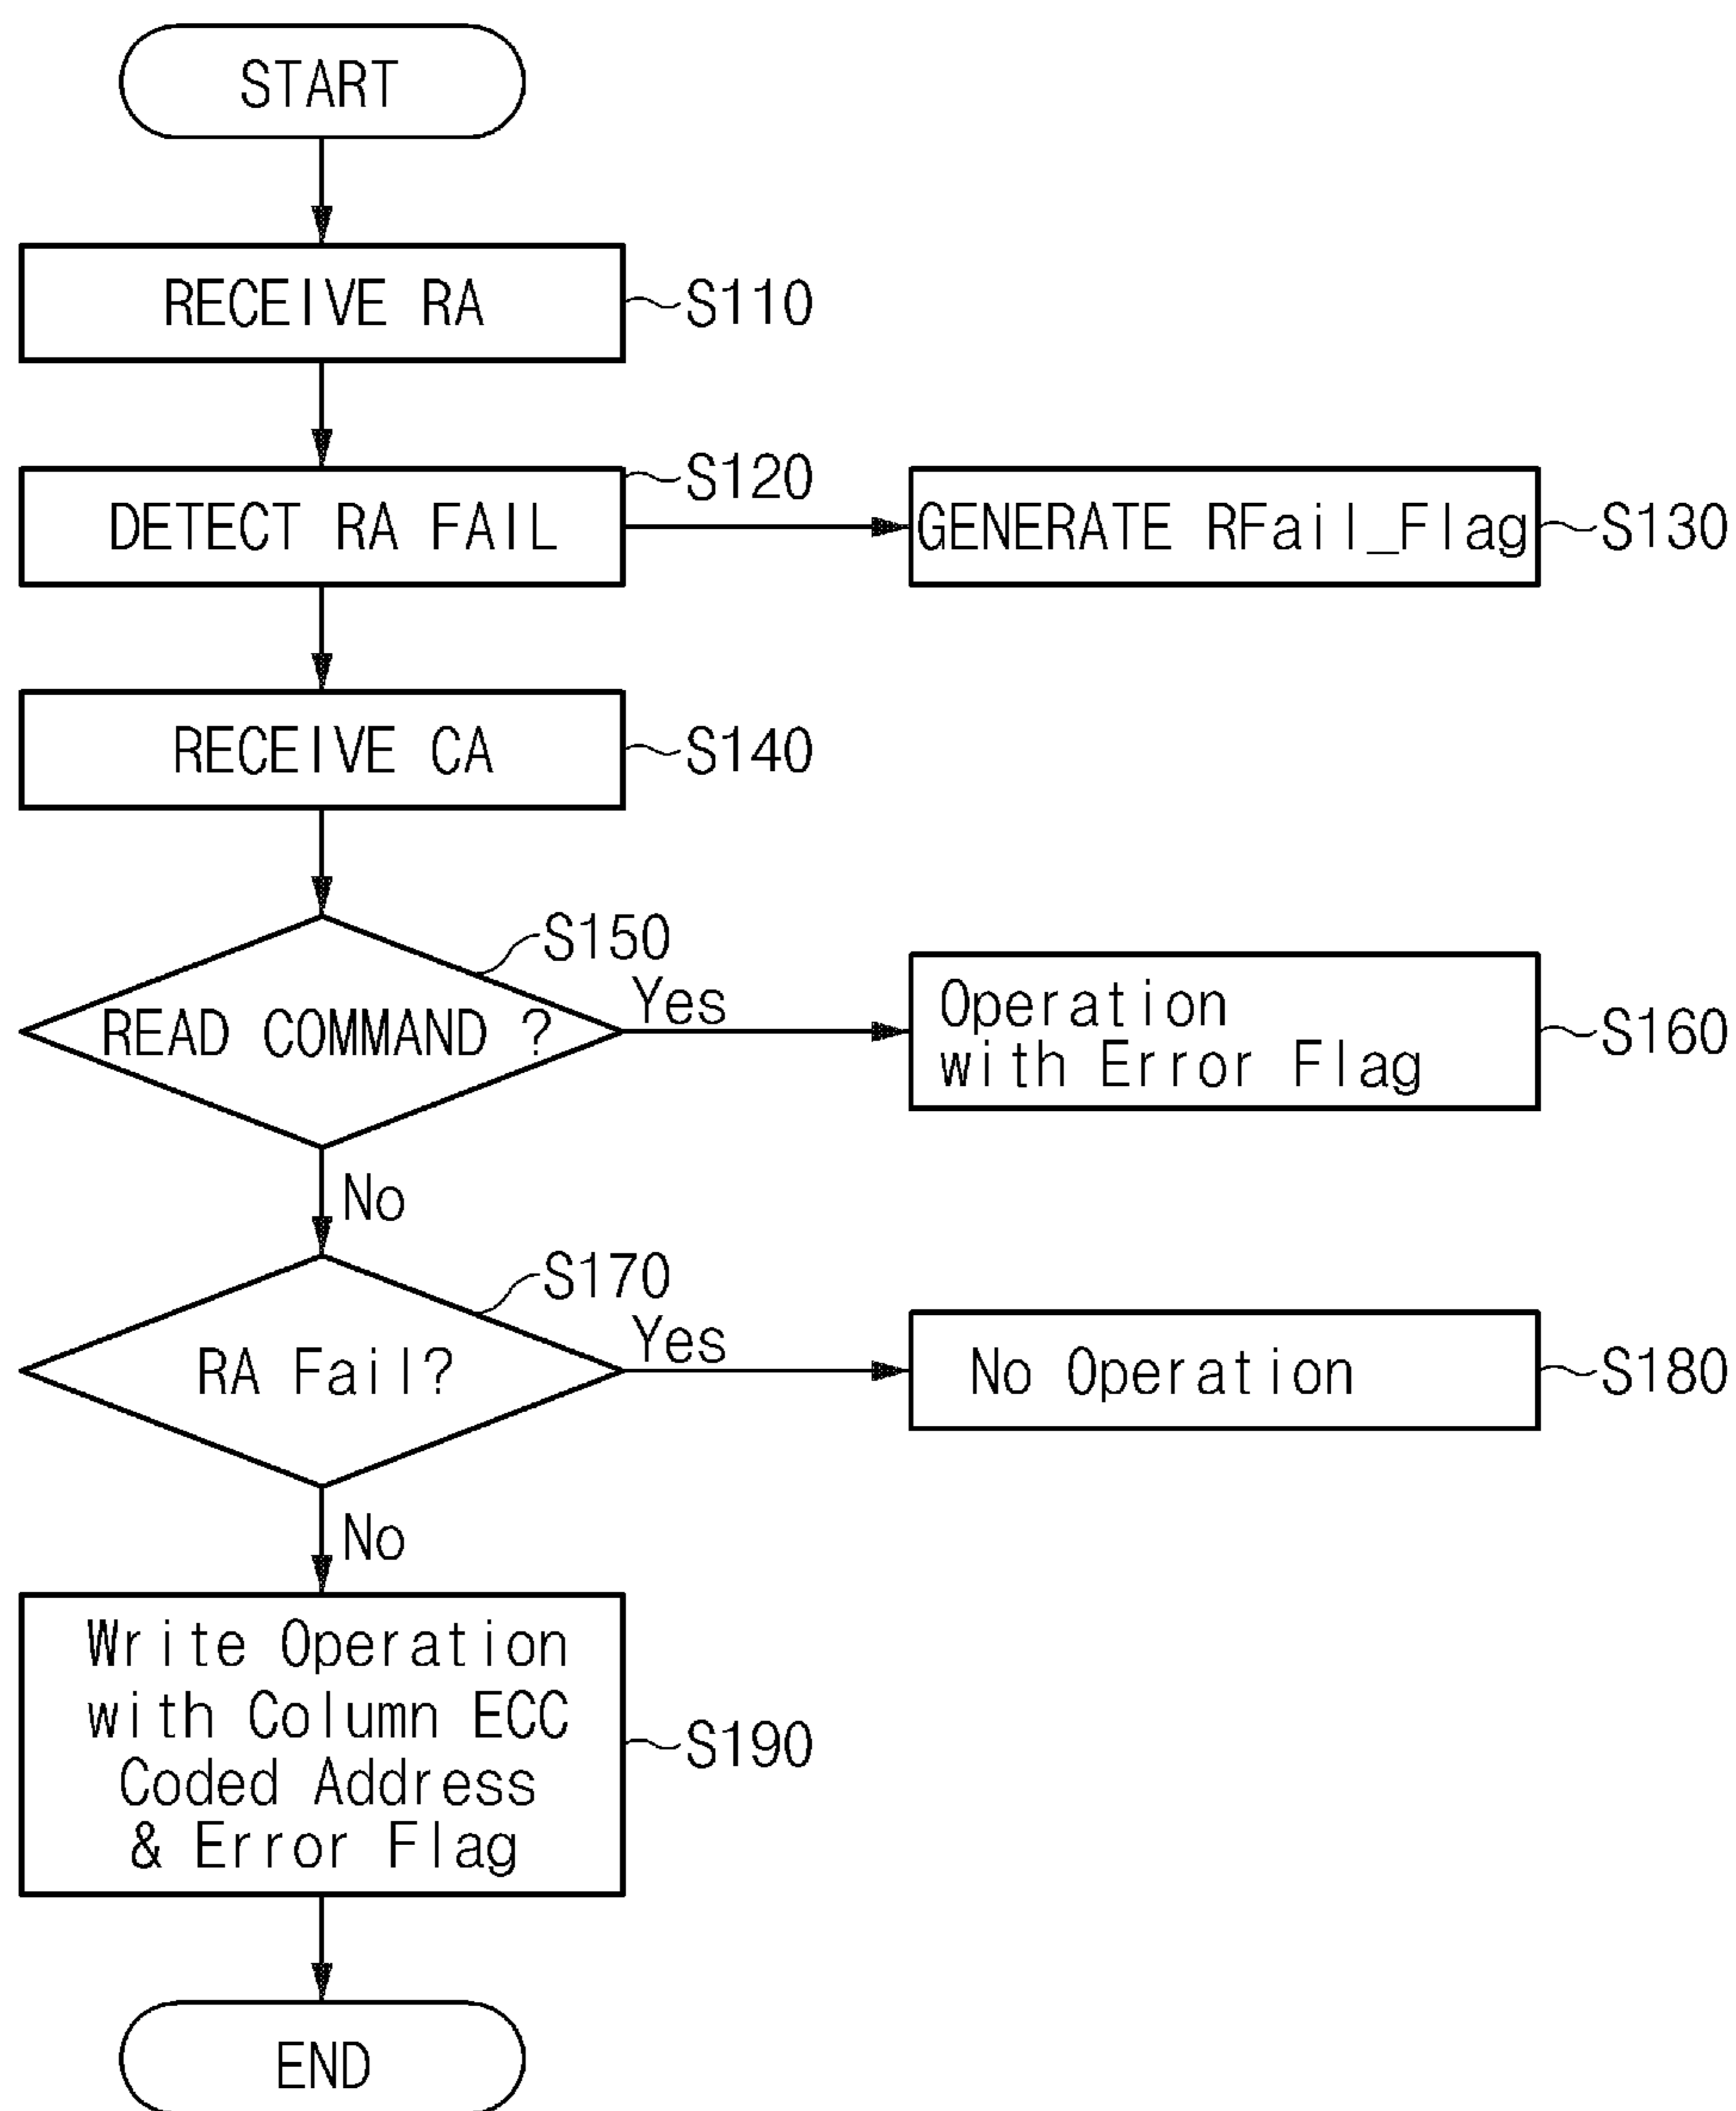 START
RECEIVE RA
S110
DETECT RA FAIL
S120
GENERATE RFail_Flag
S130
RECEIVE CA
S140
READ COMMAND ?
S150
Yes
Operation
with Error Flag
S160
No
RA Fail?
S170
Yes
No Operation
S180
No
Write Operation
with Column ECC
Coded Address
& Error Flag
S190
END